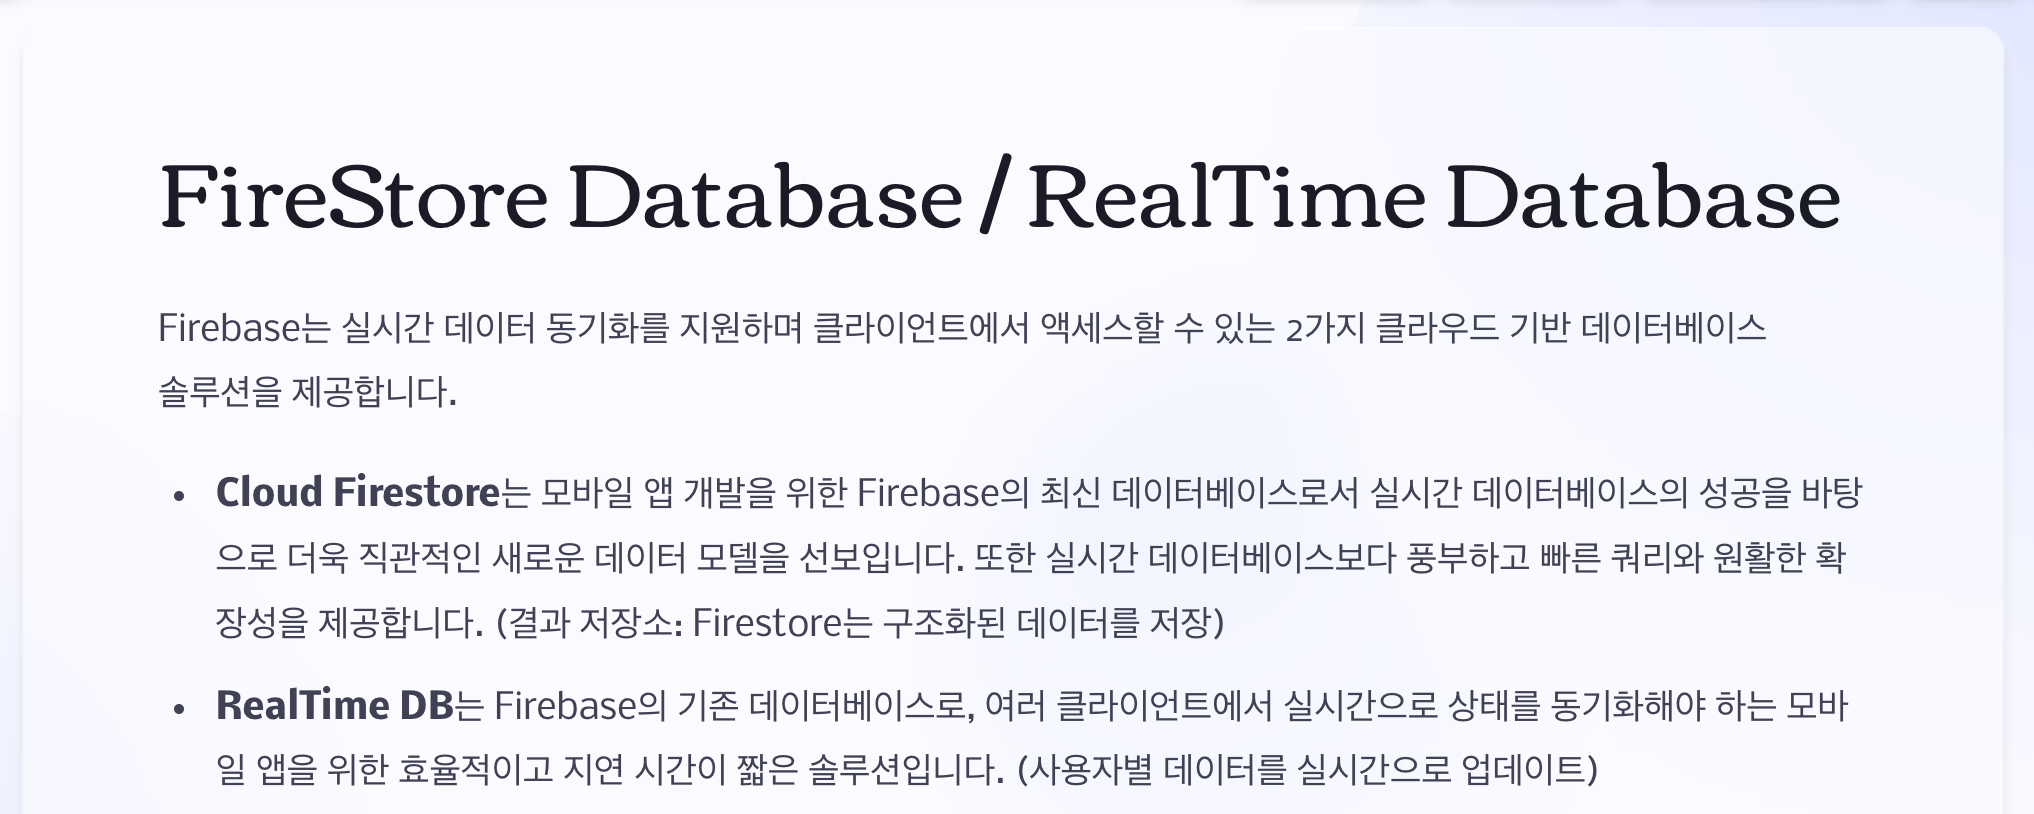 FireStore Database / RealTime Database
Firebase는 실시간 데이터 동기화를 지원하며 클라이언트에서 액세스할 수 있는 2가지 클라우드 기반 데이터베이스
솔루션을 제공합니다.
• Cloud Firestore는 모바일 앱 개발을 위한 Firebase의 최신 데이터베이스로서 실시간 데이터베이스의 성공을 바탕
으로 더욱 직관적인 새로운 데이터 모델을 선보입니다. 또한 실시간 데이터베이스보다 풍부하고 빠른 쿼리와 원활한 확
장성을 제공합니다. (결과 저장소: Firestore는 구조화된 데이터를 저장)
• RealTime DB는 Firebase의 기존 데이터베이스로, 여러 클라이언트에서 실시간으로 상태를 동기화해야 하는 모바
일 앱을 위한 효율적이고 지연 시간이 짧은 솔루션입니다. (사용자별 데이터를 실시간으로 업데이트)